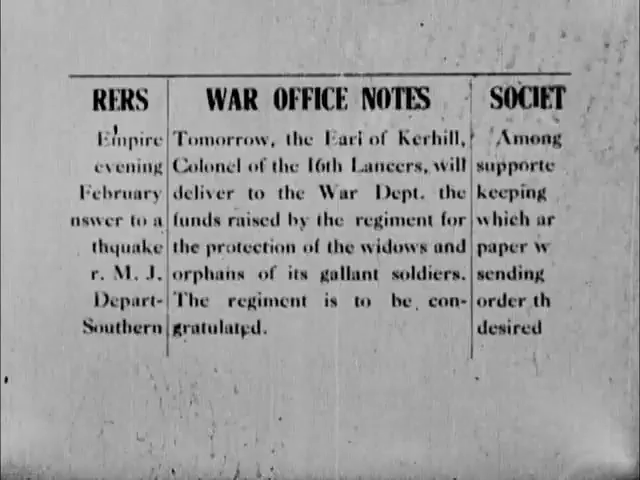 RERS
Empire
evening
February
nswer to a
thquake
r. M. J.
Depart-
Southern
WAR OFFICE NOTES
Tomorrow, the Earl of Kerhill,
Colonel of the 16th Lancers, will
deliver to the War Dept. the
funds raised by the regiment for
the protection of the widows and
orphans of its gallant soldiers.
The regiment is to be con-
gratulated.
SOCIET
Among
supporte
keeping
which ar
paper w
sending
order th
desired